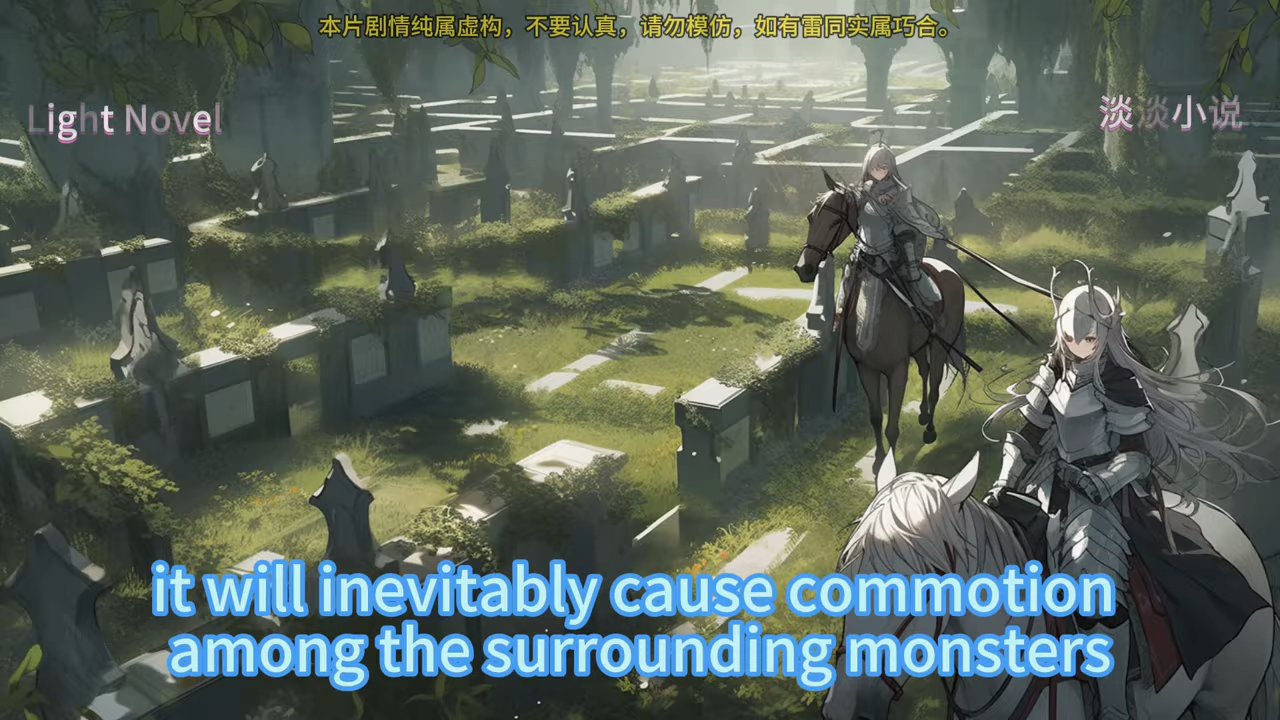 本片剧情纯属虚构，不要认真，请勿模仿，如有雷同实属巧合。
Light Novel
淡淡小说
it will inevitably cause commotion
among the surrounding monsters